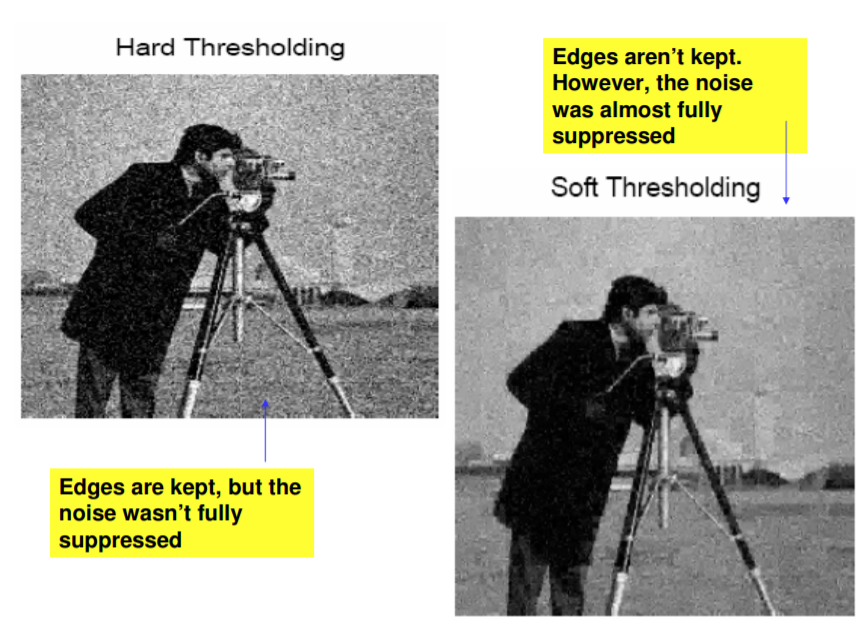 Hard Thresholding
Edges aren't kept.
However, the noise
was almost fully
suppressed
Soft Thresholding
Edges are kept, but the
noise wasn't fully
suppressed